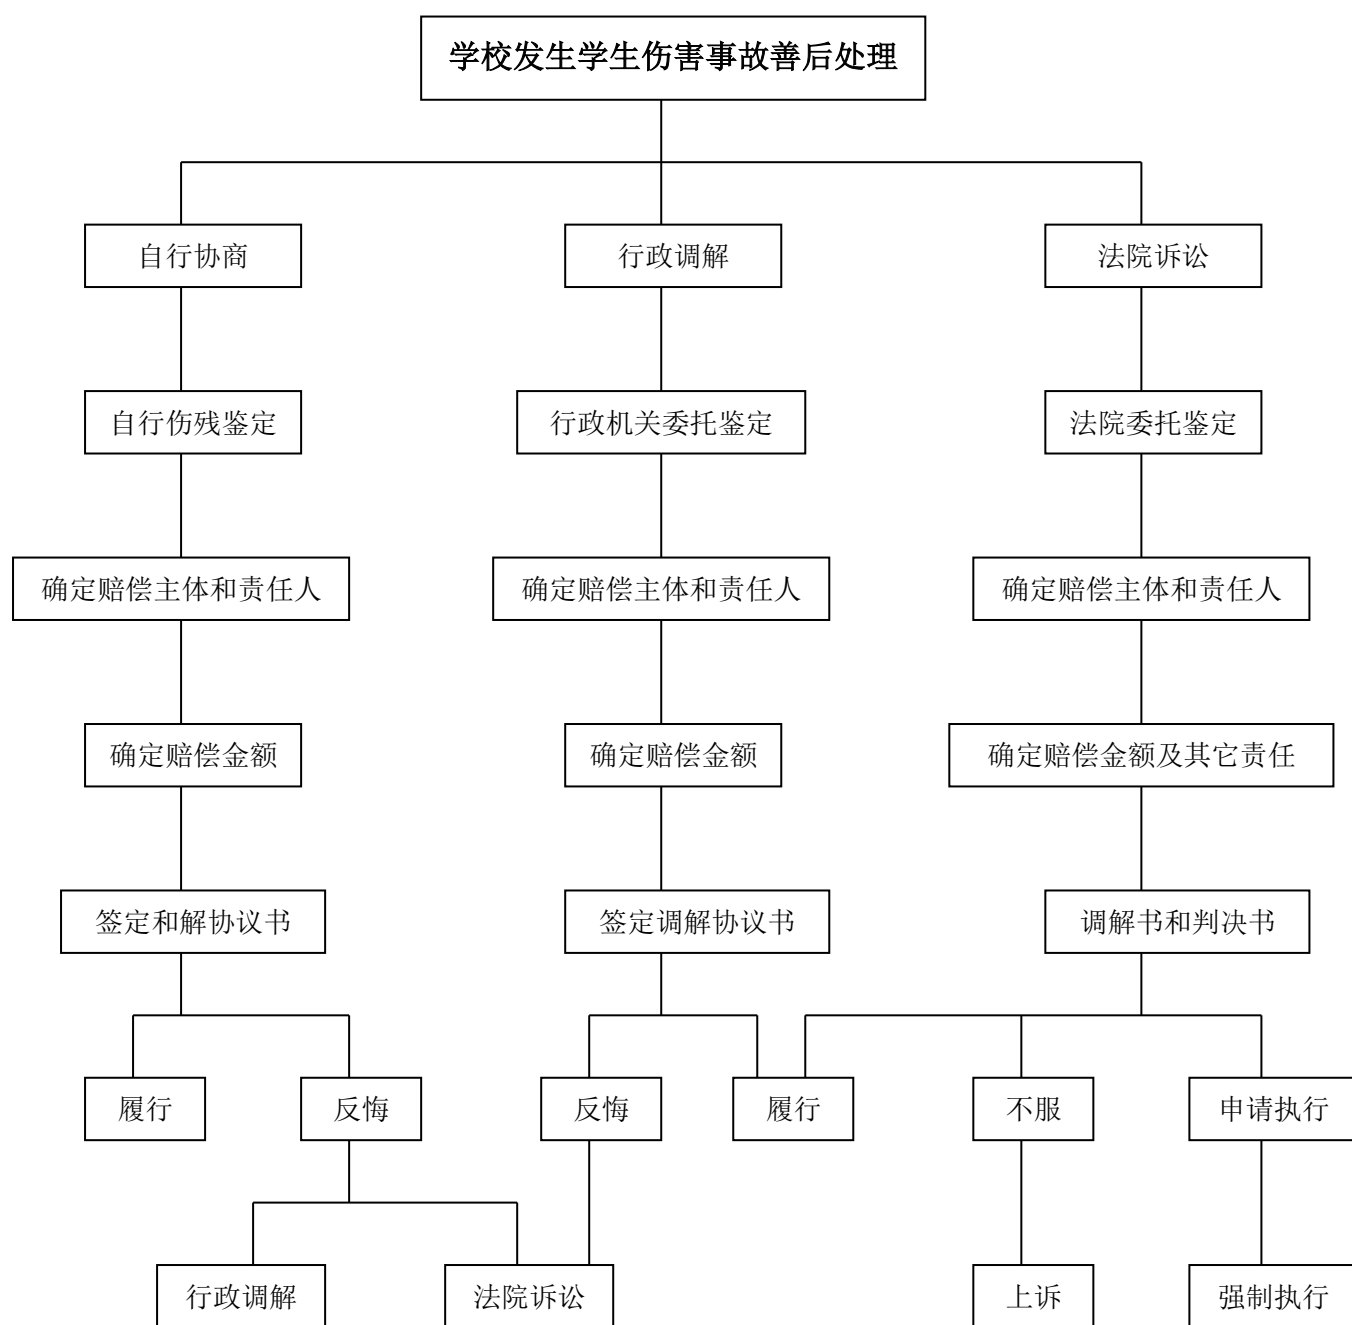 学校发生学生伤害事故善后处理
自行协商
行政调解
法院诉讼
自行伤残鉴定
行政机关委托鉴定
法院委托鉴定
确定赔偿主体和责任人
确定赔偿主体和责任人
确定赔偿主体和责任人
确定赔偿金额
确定赔偿金额
确定赔偿金额及其它责任
签定和解协议书
签定调解协议书
调解书和判决书
履行
反悔
反悔
履行
不服
申请执行
行政调解
法院诉讼
上诉
强制执行